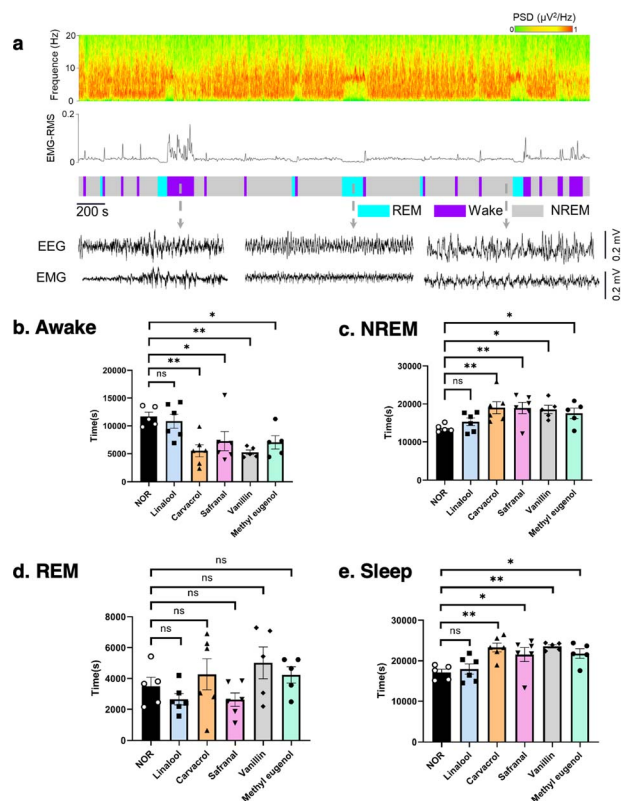 PSD (μV²/Hz)
0 1
a
Frequence (Hz)
20
10
0
EMG-RMS
0.2
0
200 s
REM Wake NREM
EEG
0.2 mV
EMG
0.2 mV
b. Awake
*
**
*
**
ns
Time(s)
20000
15000
10000
5000
0
NOR
Linalool
Carvacrol
Safranal
Vanillin
Methyl eugenol
c. NREM
*
*
**
**
ns
Time(s)
30000
20000
10000
0
NOR
Linalool
Carvacrol
Safranal
Vanillin
Methyl eugenol
d. REM
ns
ns
ns
ns
ns
Time(s)
8000
6000
4000
2000
0
NOR
Linalool
Carvacrol
Safranal
Vanillin
Methyl eugenol
e. Sleep
*
**
*
**
ns
Time(s)
30000
20000
10000
0
NOR
Linalool
Carvacrol
Safranal
Vanillin
Methyl eugenol